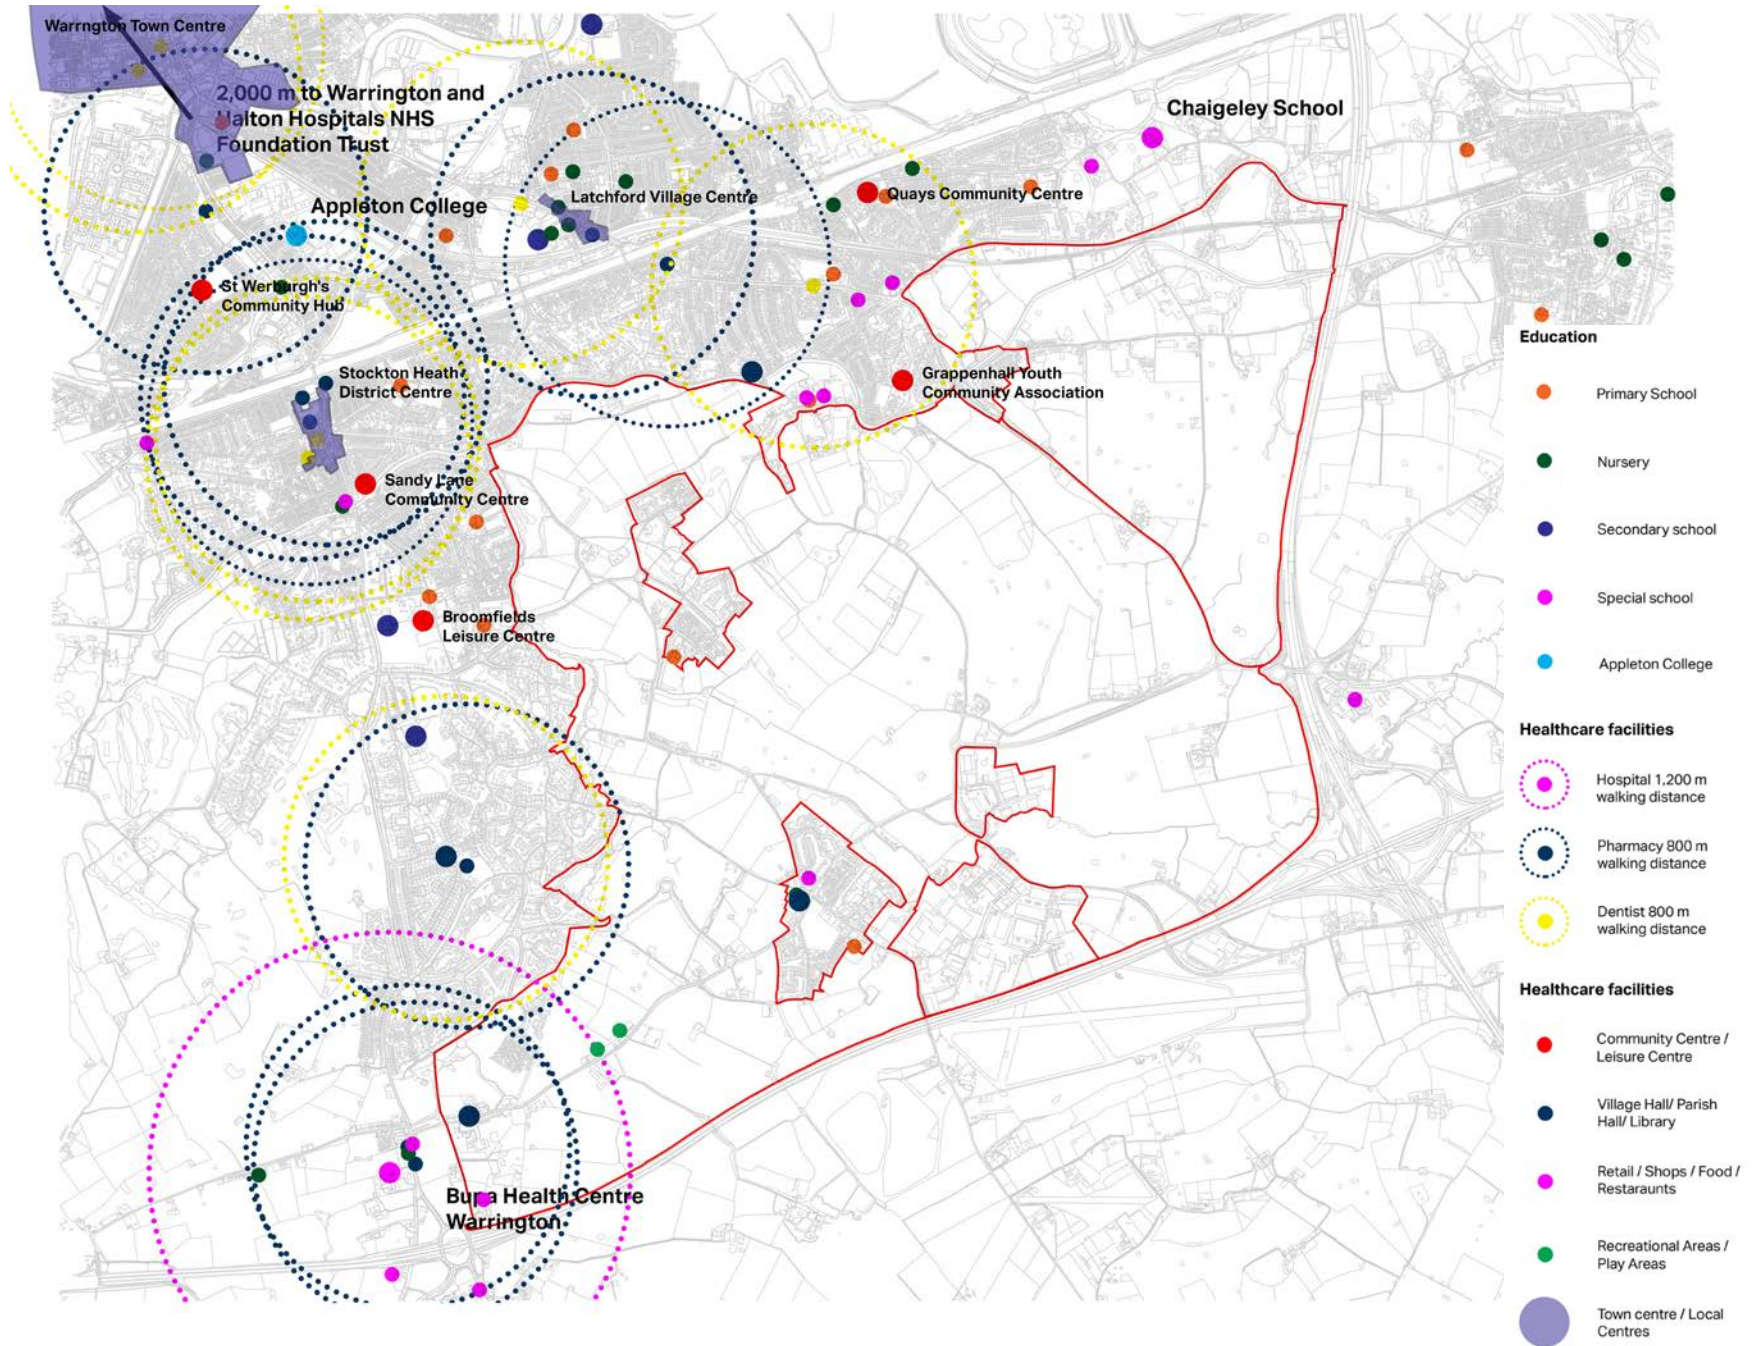 Warrngton Town Centre
2,000 m to Warrington and
Halton Hospitals NHS
Foundation Trust
Chaigeley School
Appleton College
Latchford Village Centre
Quays Community Centre
St Werburgh's
Community Hub
Stockton Heath
District Centre
Grappenhall Youth
Community Association
Sandy Lane
Community Centre
Broomfields
Leisure Centre
Bupa Health Centre
Warrington
Education
Primary School
Nursery
Secondary school
Special school
Appleton College
Healthcare facilities
Hospital 1,200 m
walking distance
Pharmacy 800 m
walking distance
Dentist 800 m
walking distance
Healthcare facilities
Community Centre /
Leisure Centre
Village Hall/ Parish
Hall/ Library
Retail / Shops / Food /
Restaraunts
Recreational Areas /
Play Areas
Town centre / Local
Centres